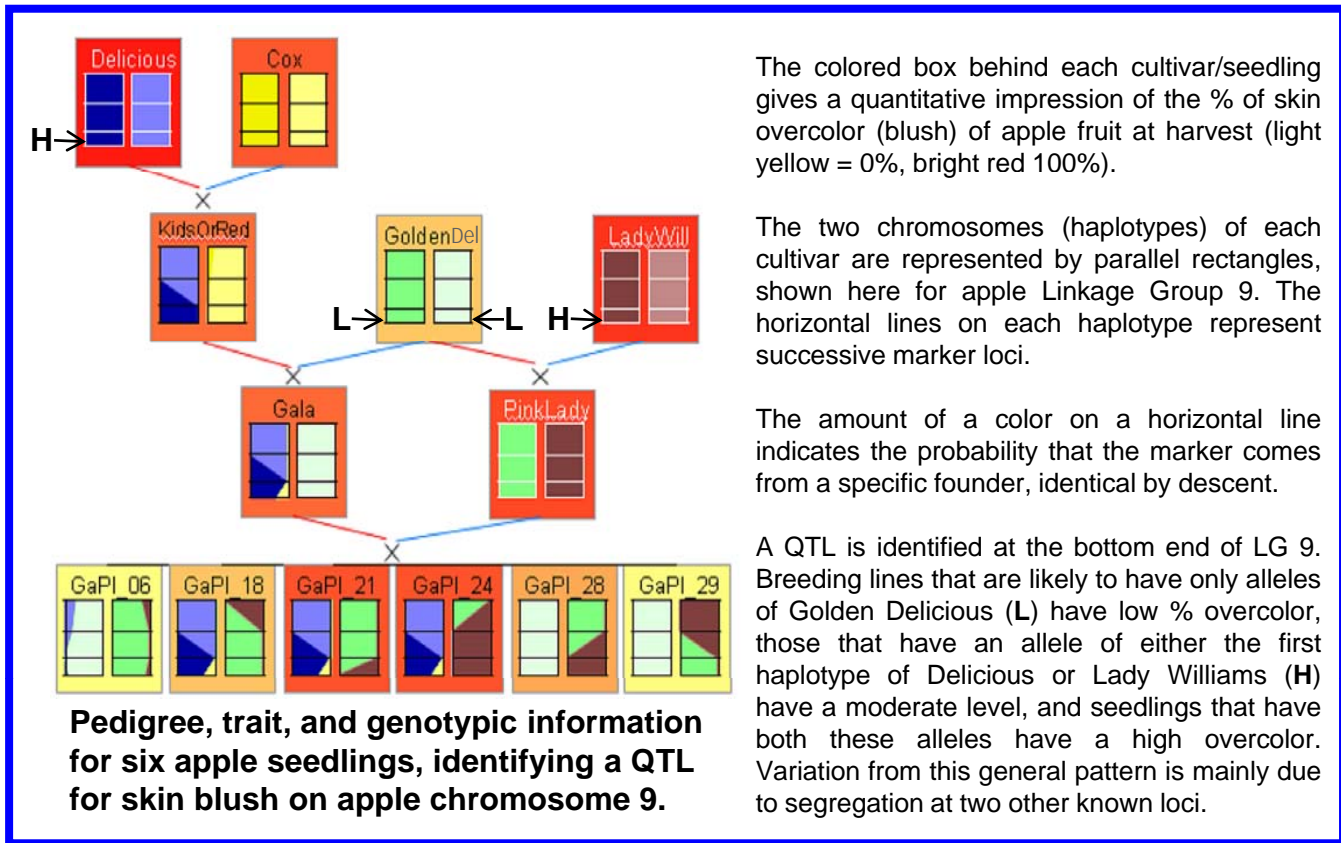 Delicious
Cox
H
KidsOrRed
GoldenDel
LadyWill
L
L
H
Gala
PinkLady
GaPI_06
GaPI_18
GaPI_21
GaPI_24
GaPI_28
GaPI_29
Pedigree, trait, and genotypic information
for six apple seedlings, identifying a QTL
for skin blush on apple chromosome 9.
The colored box behind each cultivar/seedling
gives a quantitative impression of the % of skin
overcolor (blush) of apple fruit at harvest (light
yellow = 0%, bright red 100%).
The two chromosomes (haplotypes) of each
cultivar are represented by parallel rectangles,
shown here for apple Linkage Group 9. The
horizontal lines on each haplotype represent
successive marker loci.
The amount of a color on a horizontal line
indicates the probability that the marker comes
from a specific founder, identical by descent.
A QTL is identified at the bottom end of LG 9.
Breeding lines that are likely to have only alleles
of Golden Delicious (L) have low % overcolor,
those that have an allele of either the first
haplotype of Delicious or Lady Williams (H)
have a moderate level, and seedlings that have
both these alleles have a high overcolor.
Variation from this general pattern is mainly due
to segregation at two other known loci.